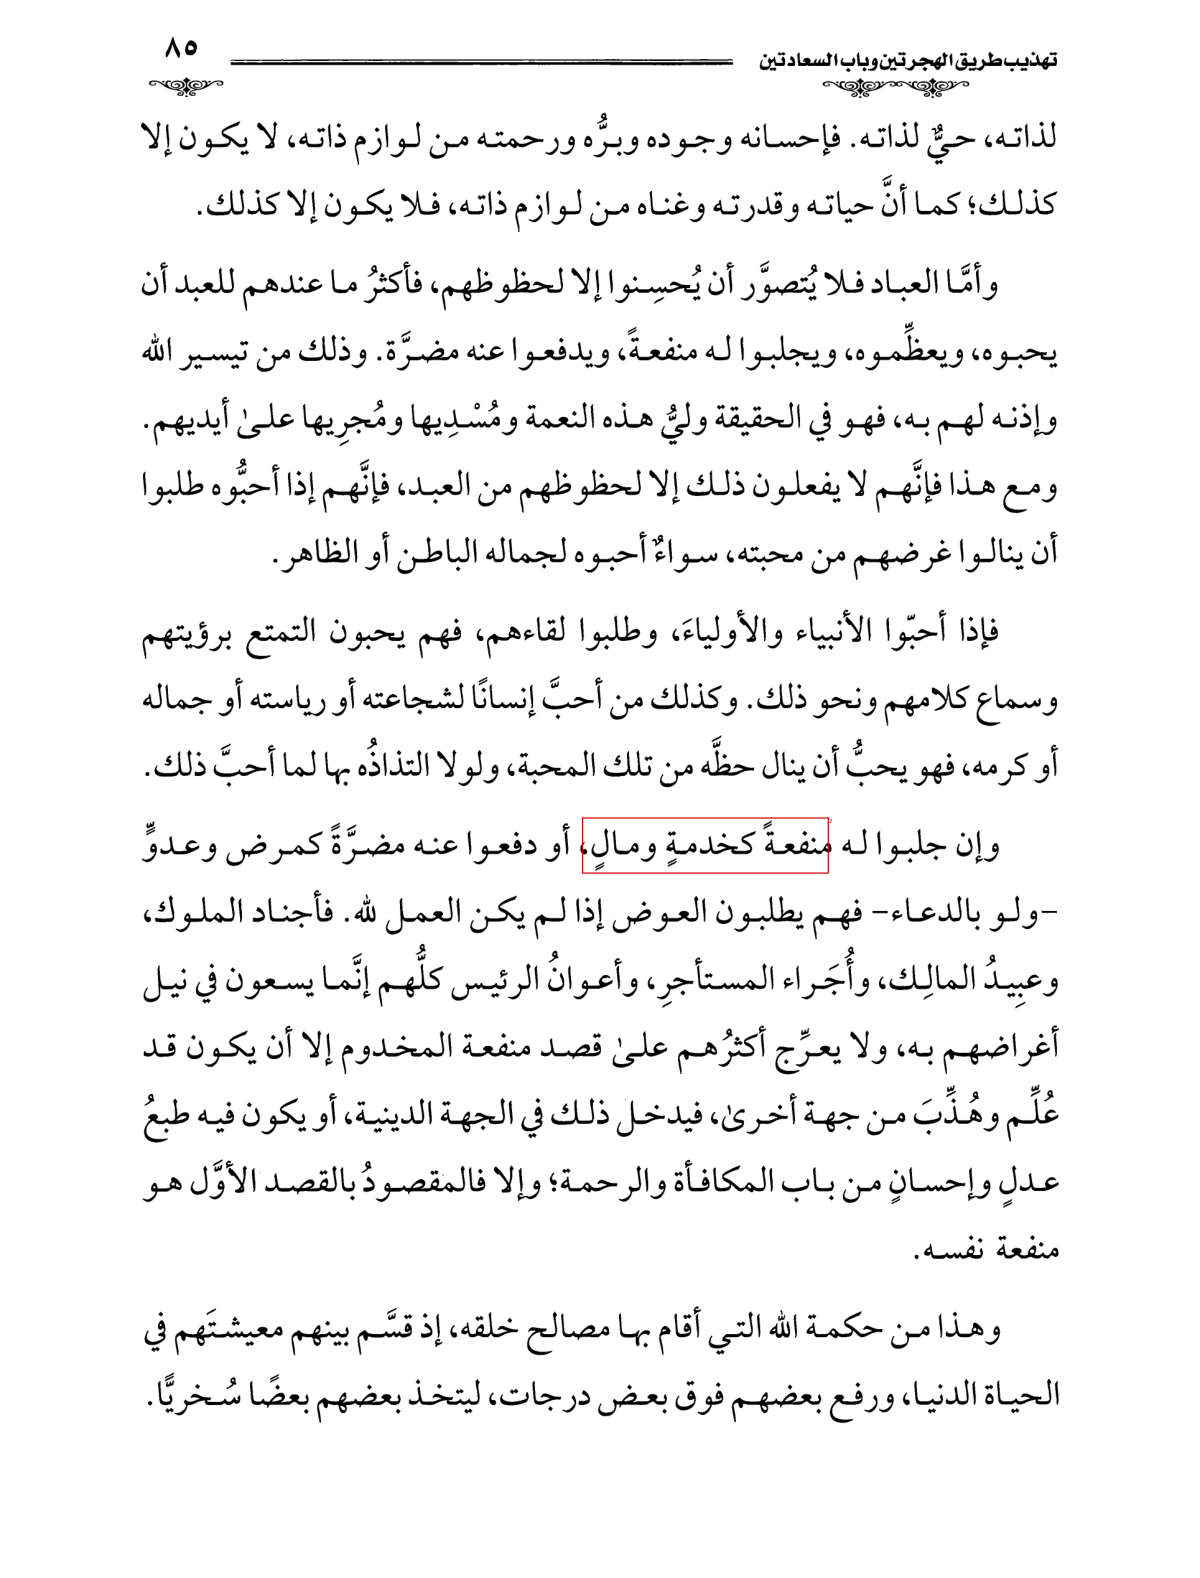 تهذيب طريق الهجرتين وباب السعادتين
٨٥
لذاته، حيٌّ لذاته. فإحسانه وجوده وبرُّه ورحمته من لوازم ذاته، لا يكون إلا
كذلك؛ كما أنَّ حياته وقدرته وغناه من لوازم ذاته، فلا يكون إلا كذلك.
وأمَّا العباد فلا يُتصوَّر أن يُحسِنوا إلا لحظوظهم، فأكثرُ ما عندهم للعبد أن
يحبوه، ويعظِّموه، ويجلبوا له منفعةً، ويدفعوا عنه مضرَّة. وذلك من تيسير الله
وإذنه لهم به، فهو في الحقيقة وليُّ هذه النعمة ومُسْدِيها ومُجرِيها علىٰ أيديهم.
ومع هذا فإنَّهم لا يفعلون ذلك إلا لحظوظهم من العبد، فإنَّهم إذا أحبُّوه طلبوا
أن ينالوا غرضهم من محبته، سواءٌ أحبوه لجماله الباطن أو الظاهر.
فإذا أحبّوا الأنبياء والأولياءَ، وطلبوا لقاءهم، فهم يحبون التمتع برؤيتهم
وسماع كلامهم ونحو ذلك. وكذلك من أحبَّ إنسانًا لشجاعته أو رياسته أو جماله
أو كرمه، فهو يحبُّ أن ينال حظَّه من تلك المحبة، ولولا التذاذُه بها لما أحبَّ ذلك.
وإن جلبوا له منفعةً كخدمةٍ ومالٍ، أو دفعوا عنه مضرَّةً كمرض وعدوٍّ
-ولو بالدعاء- فهم يطلبون العوض إذا لم يكن العمل لله. فأجناد الملوك،
وعبِيدُ المالِك، وأُجَراء المستأجرِ، وأعوانُ الرئيس كلُّهم إنَّما يسعون في نيل
أغراضهم به، ولا يعرِّج أكثرُهم علىٰ قصد منفعة المخدوم إلا أن يكون قد
عُلِّم وهُذِّبَ من جهة أخرىٰ، فيدخل ذلك في الجهة الدينية، أو يكون فيه طبعُ
عدلٍ وإحسانٍ من باب المكافأة والرحمة؛ وإلا فالمقصودُ بالقصد الأوَّل هو
منفعة نفسه.
وهذا من حكمة الله التي أقام بها مصالح خلقه، إذ قسَّم بينهم معيشتَهم في
الحياة الدنيا، ورفع بعضهم فوق بعض درجات، ليتخذ بعضهم بعضًا سُخريًّا.